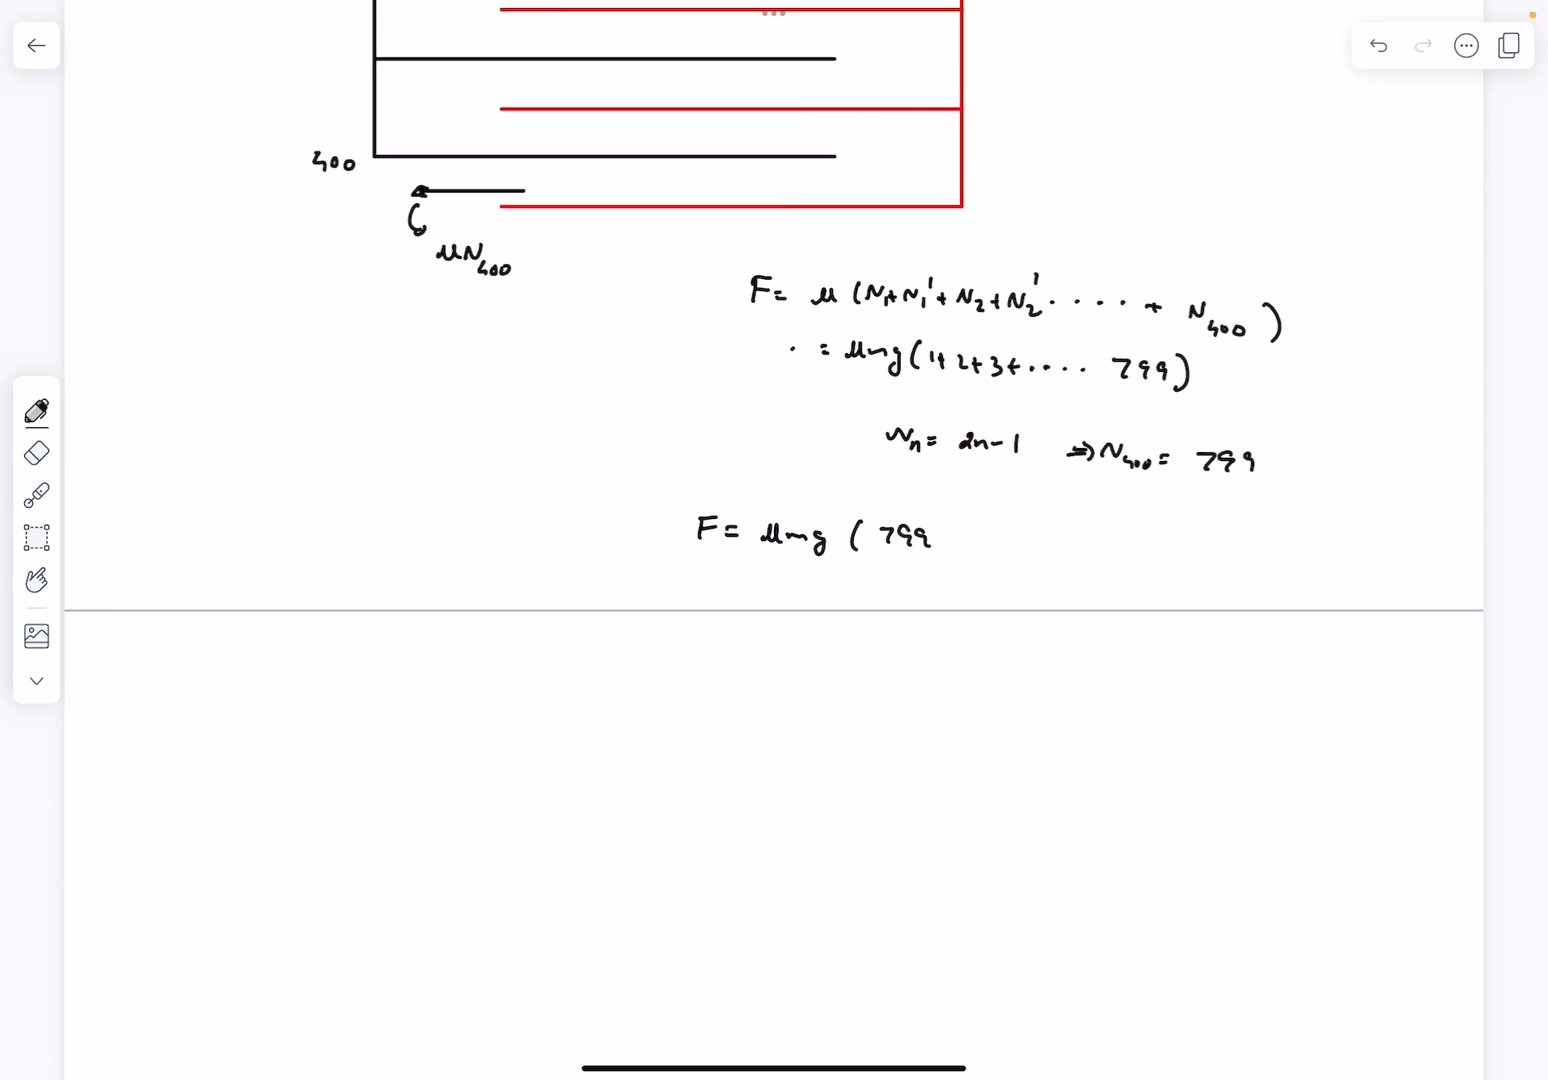 400
μN400
F= μ (N1+N1'+N2+N2'.....+ N400)
. = μmg(1+2+3+.... 799)
Nn= 2n-1 ⇒N400= 799
F= μmg ( 799